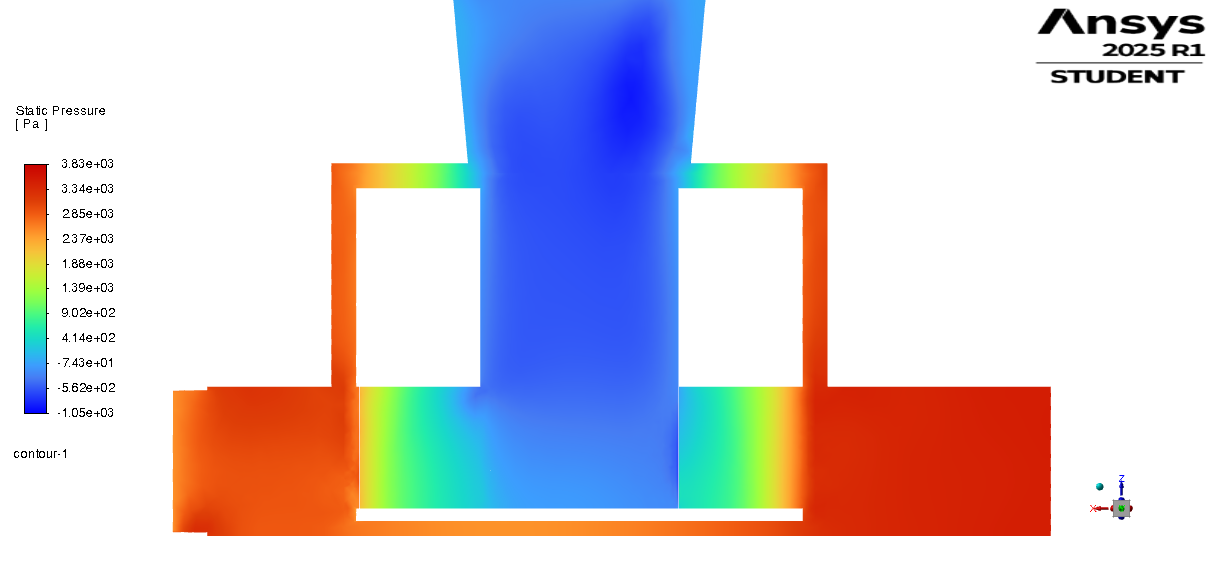 Ansys
2025 R1
STUDENT
Static Pressure
[ Pa ]
3.83e+03
3.34e+03
2.85e+03
2.37e+03
1.88e+03
1.39e+03
9.02e+02
4.14e+02
-7.43e+01
-5.62e+02
-1.05e+03
contour-1
Z
X